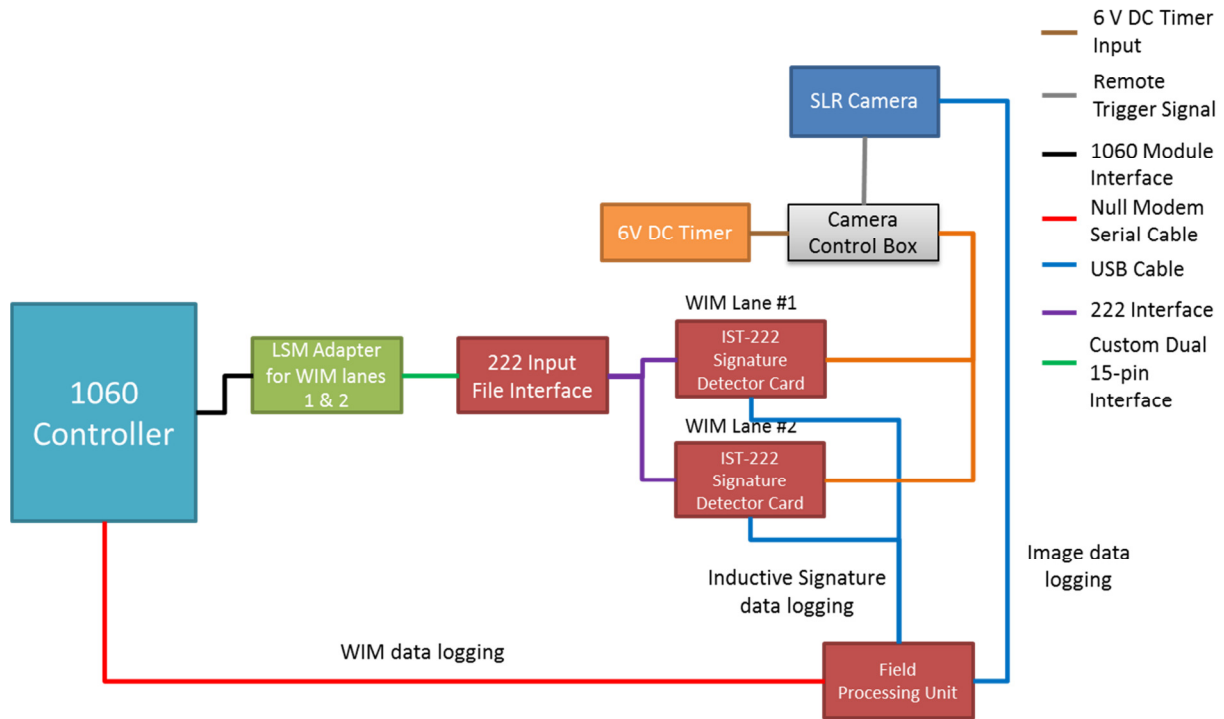 6 V DC Timer
Input
SLR Camera
Remote
Trigger Signal
1060 Module
Interface
6V DC Timer
Camera
Control Box
Null Modem
Serial Cable
USB Cable
WIM Lane #1
222 Interface
1060
Controller
LSM Adapter
for WIM lanes
1 & 2
222 Input
File Interface
IST-222
Signature
Detector Card
Custom Dual
15-pin
Interface
WIM Lane #2
IST-222
Signature
Detector Card
Inductive Signature
data logging
Image data
logging
WIM data logging
Field
Processing Unit